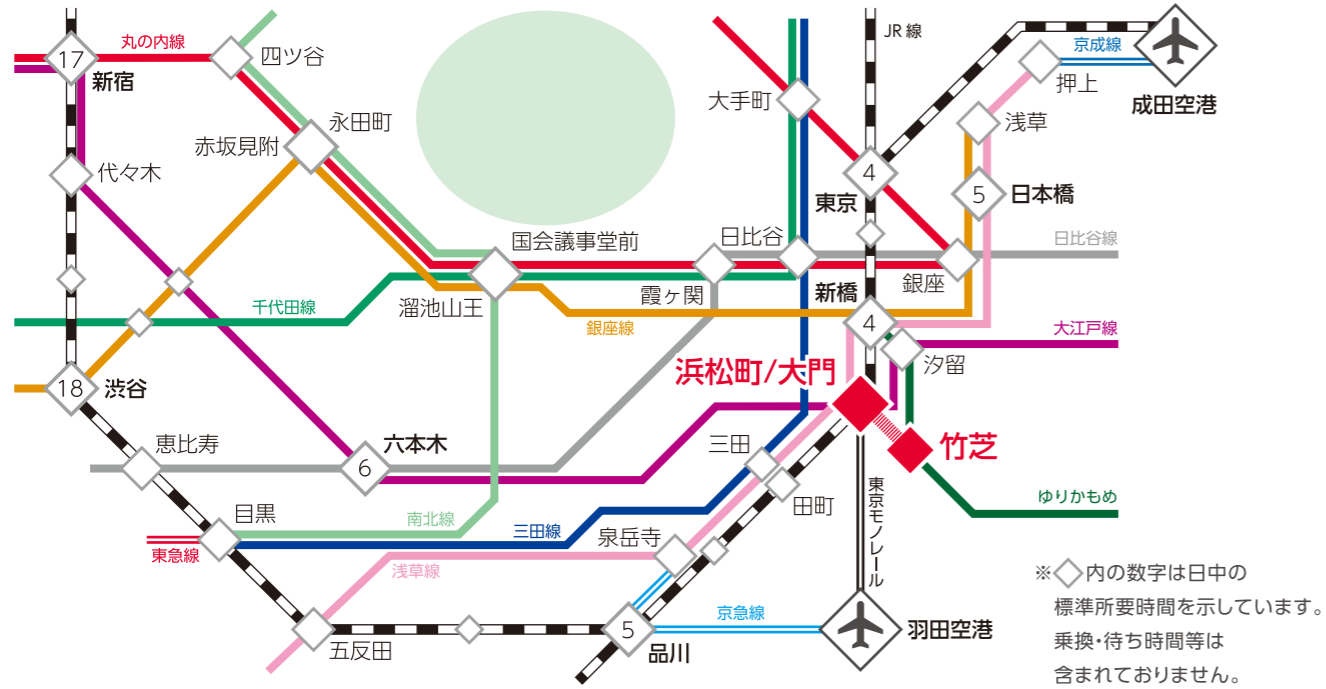 丸の内線
17
新宿
四ツ谷
JR線
京成線
押上
成田空港
大手町
浅草
永田町
赤坂見附
代々木
4
東京
5
日本橋
国会議事堂前
日比谷
日比谷線
霞ヶ関
銀座
新橋
4
千代田線
溜池山王
銀座線
大江戸線
汐留
18
渋谷
浜松町/大門
恵比寿
六本木
6
三田
竹芝
田町
東京モノレール
ゆりかもめ
目黒
南北線
三田線
泉岳寺
東急線
浅草線
五反田
5
品川
京急線
羽田空港
※◇内の数字は日中の
標準所要時間を示しています。
乗換・待ち時間等は
含まれておりません。